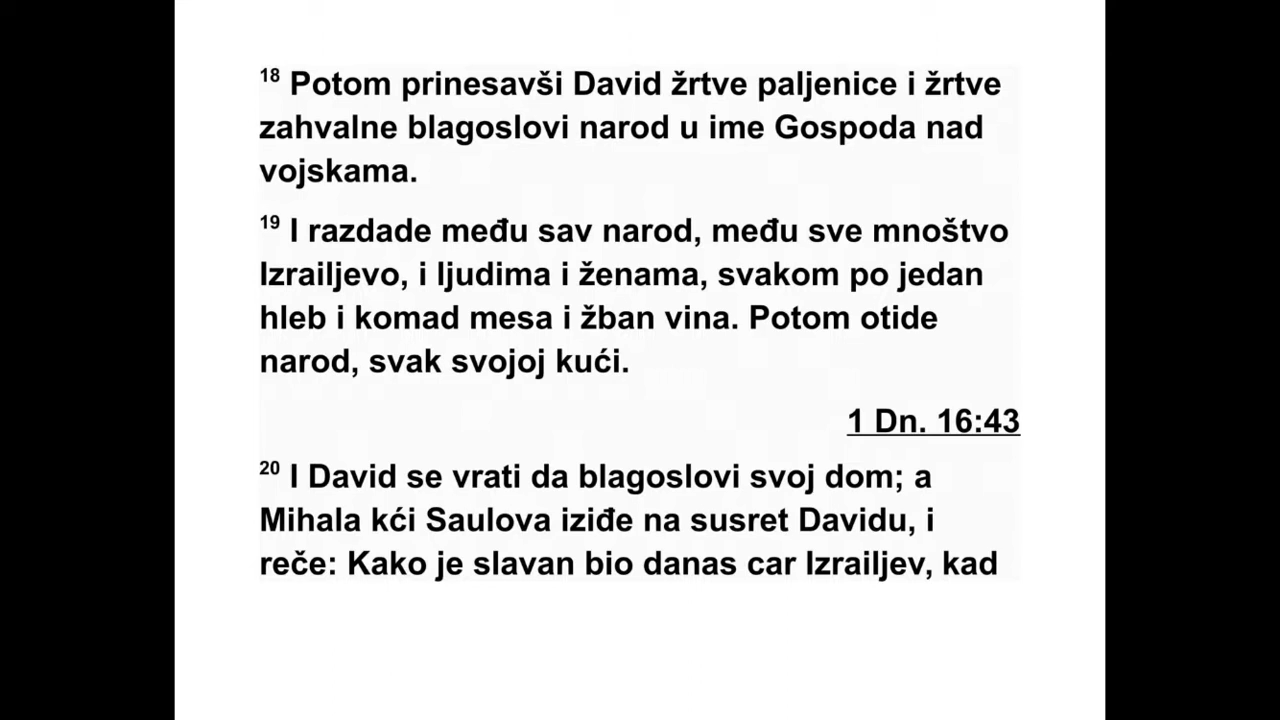 18 Potom prinesavši David žrtve paljenice i žrtve
zahvalne blagoslovi narod u ime Gospoda nad
vojskama.
19 I razdade među sav narod, među sve mnoštvo
Izrailjevo, i ljudima i ženama, svakom po jedan
hleb i komad mesa i žban vina. Potom otide
narod, svak svojoj kući.
1 Dn. 16:43
20 I David se vrati da blagoslovi svoj dom; a
Mihala kći Saulova iziđe na susret Davidu, i
reče: Kako je slavan bio danas car Izrailjev, kad